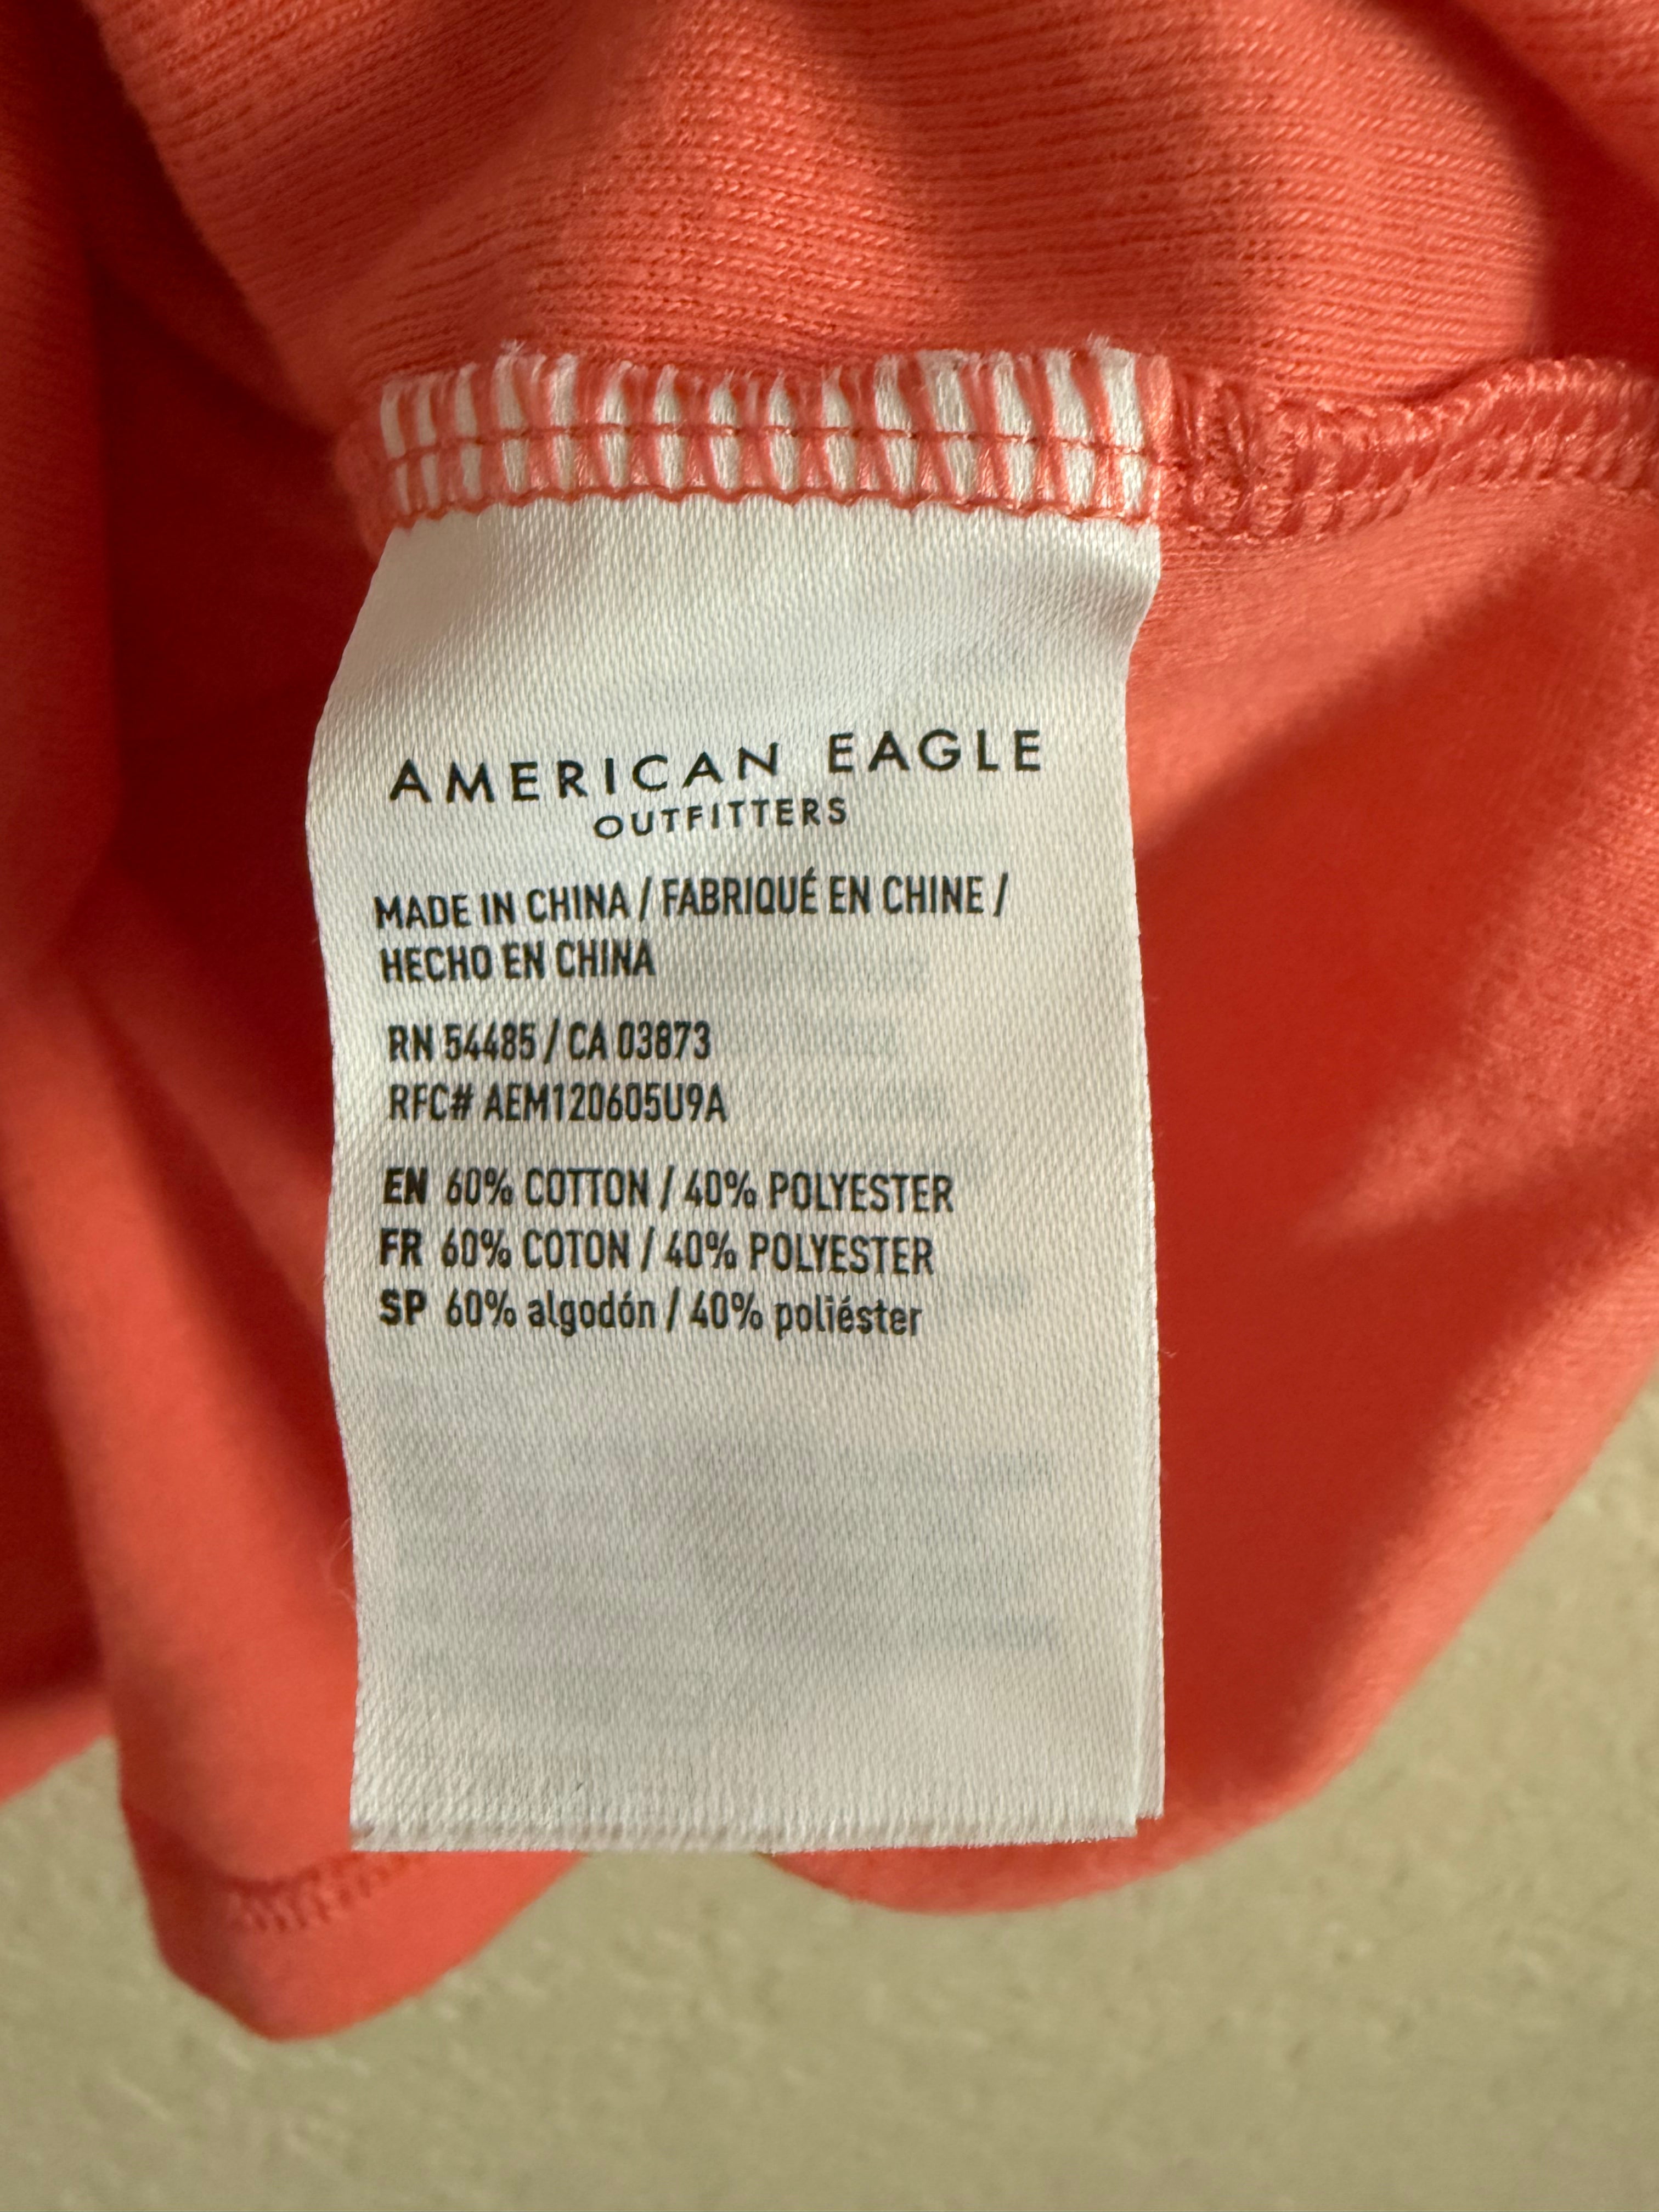 AMERICAN EAGLE
OUTFITTERS
MADE IN CHINA / FABRIQUÉ EN CHINE /
HECHO EN CHINA
RN 54485 / CA 03873
RFC# AEM120605U9A
EN 60% COTTON / 40% POLYESTER
FR 60% COTON / 40% POLYESTER
SP 60% algodón / 40% poliéster